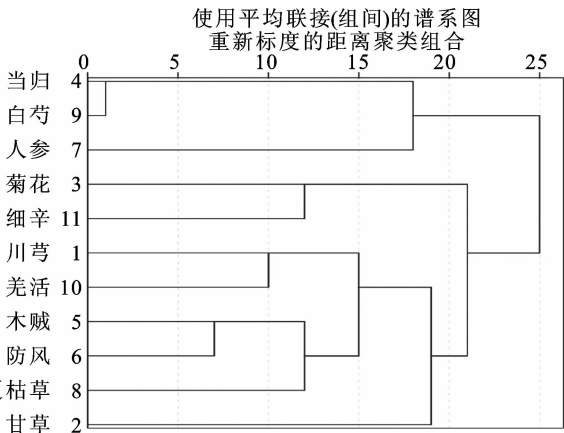 使用平均联接(组间)的谱系图
重新标度的距离聚类组合
0 5 10 15 20 25
当归 4
白芍 9
人参 7
菊花 3
细辛 11
川芎 1
羌活 10
木贼 5
防风 6
枯草 8
甘草 2